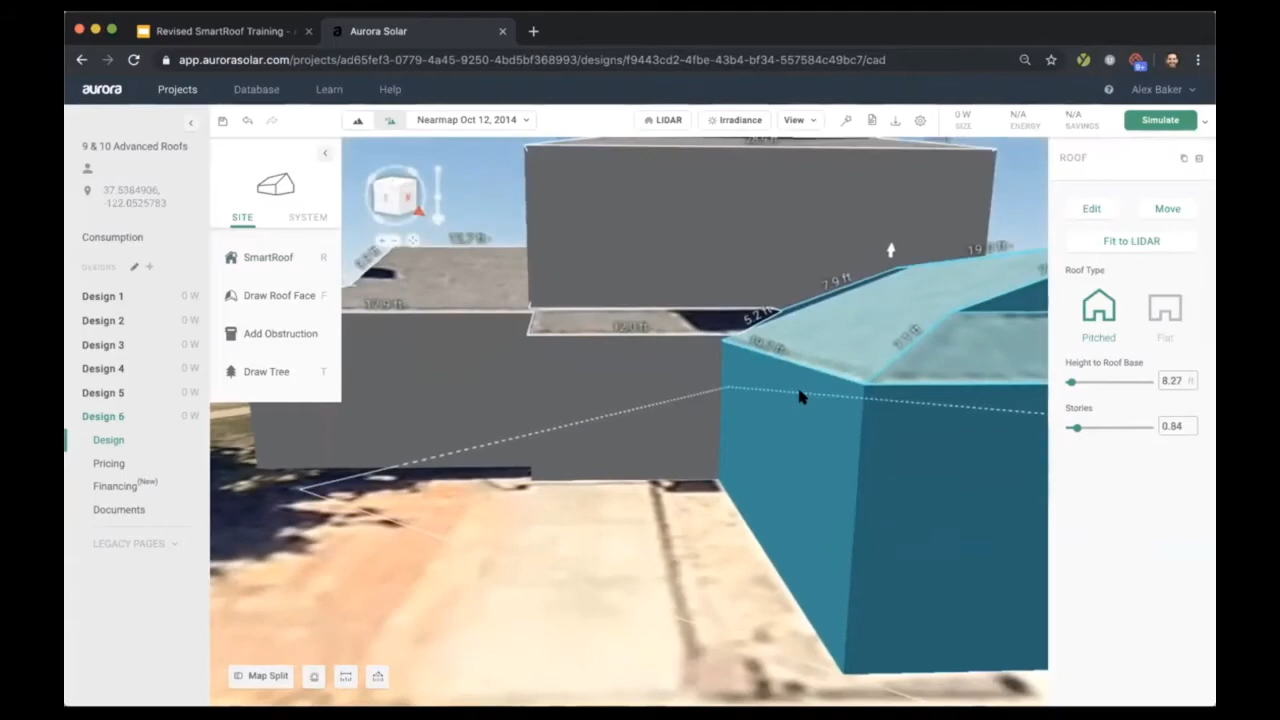 Revised SmartRoof Training -
Aurora Solar
app.aurorasolar.com/projects/ad65fef3-0779-4a45-9250-4bd5bf368993/designs/f9443cd2-4fbe-43b4-bf34-557584c49bc7/cad
9+
aurora
Projects
Database
Learn
Help
Alex Baker
Nearmap Oct 12, 2014
LIDAR
Irradiance
View
0 W
SIZE
N/A
ENERGY
N/A
SAVINGS
Simulate
9 & 10 Advanced Roofs
37.5384906,
-122.0525783
Consumption
DESIGNS
Design 1 0 W
Design 2 0 W
Design 3 0 W
Design 4 0 W
Design 5 0 W
Design 6 0 W
Design
Pricing
Financing (New)
Documents
LEGACY PAGES
SITE
SYSTEM
SmartRoof R
Draw Roof Face F
Add Obstruction
Draw Tree T
7.9 ft
5.2 ft
Map Split
ROOF
Edit
Move
Fit to LIDAR
Roof Type
Pitched
Flat
Height to Roof Base
8.27 ft
Stories
0.84